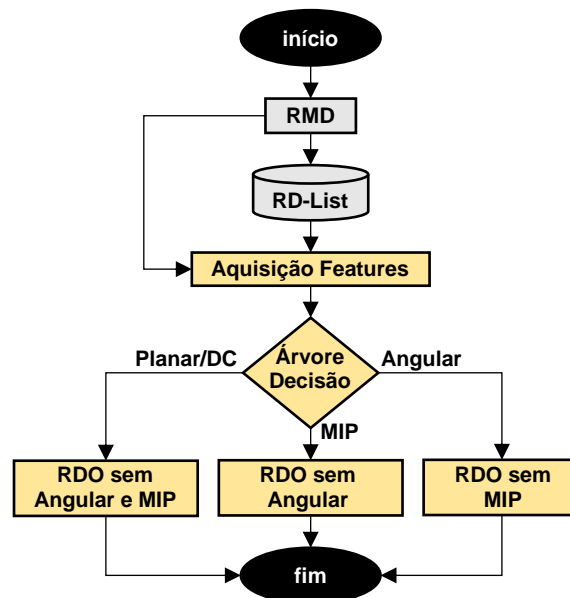 início
RMD
RD-List
Aquisição Features
Planar/DC
Árvore
Decisão
Angular
MIP
RDO sem
Angular e MIP
RDO sem
Angular
RDO sem
MIP
fim